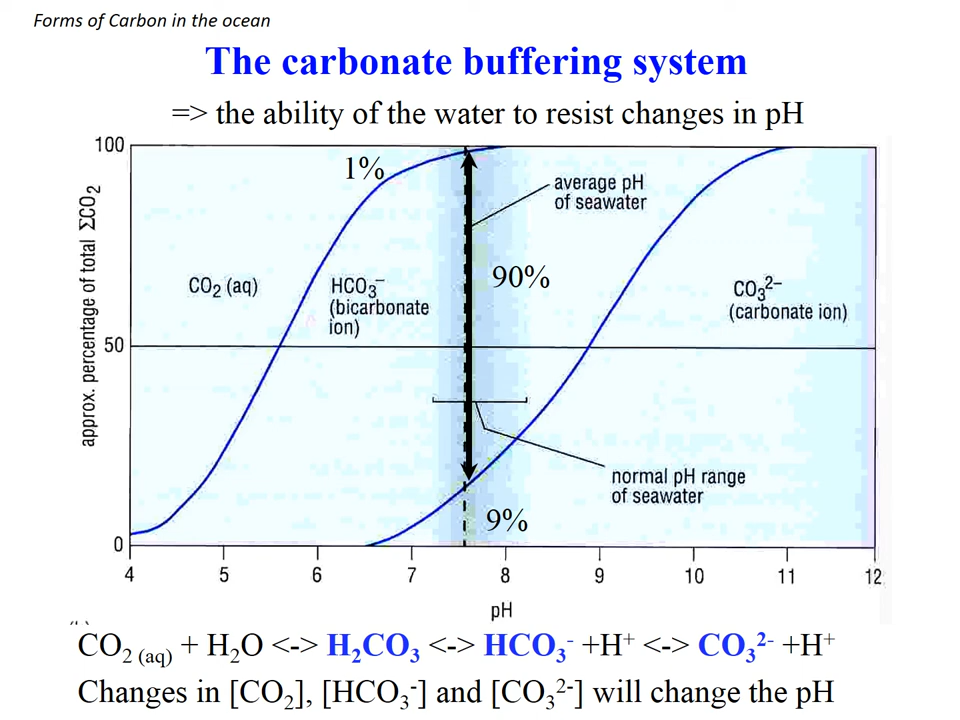 Forms of Carbon in the ocean
The carbonate buffering system
=> the ability of the water to resist changes in pH
approx. percentage of total ΣCO₂
100
50
0
1%
average pH
of seawater
90%
CO₂ (aq)
HCO₃⁻
(bicarbonate
ion)
CO₃²⁻
(carbonate ion)
normal pH range
of seawater
9%
4 5 6 7 8 9 10 11 12
pH
CO₂ (aq) + H₂O <-> H₂CO₃ <-> HCO₃⁻ +H⁺ <-> CO₃²⁻ +H⁺
Changes in [CO₂], [HCO₃⁻] and [CO₃²⁻] will change the pH